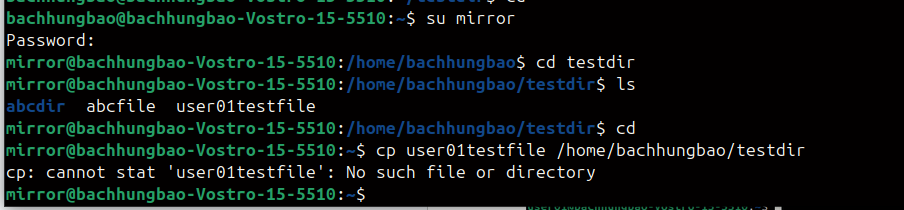 bachhungbao@bachhungbao-Vostro-15-5510:~$ su mirror
Password:
mirror@bachhungbao-Vostro-15-5510:/home/bachhungbao$ cd testdir
mirror@bachhungbao-Vostro-15-5510:/home/bachhungbao/testdir$ ls
abcdir  abcfile  user01testfile
mirror@bachhungbao-Vostro-15-5510:/home/bachhungbao/testdir$ cd
mirror@bachhungbao-Vostro-15-5510:~$ cp user01testfile /home/bachhungbao/testdir
cp: cannot stat 'user01testfile': No such file or directory
mirror@bachhungbao-Vostro-15-5510:~$